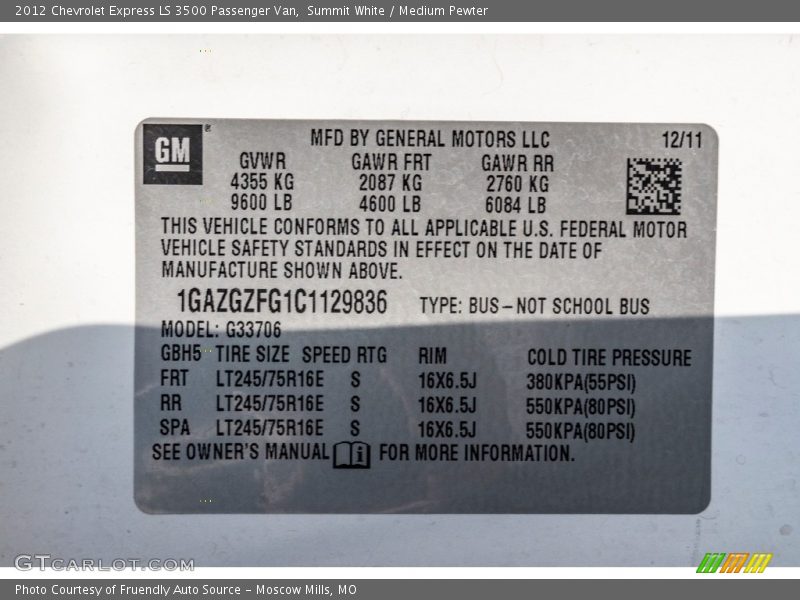 2012 Chevrolet Express LS 3500 Passenger Van, Summit White / Medium Pewter
GM®
MFD BY GENERAL MOTORS LLC 12/11
GVWR GAWR FRT GAWR RR
4355 KG 2087 KG 2760 KG
9600 LB 4600 LB 6084 LB
THIS VEHICLE CONFORMS TO ALL APPLICABLE U.S. FEDERAL MOTOR
VEHICLE SAFETY STANDARDS IN EFFECT ON THE DATE OF
MANUFACTURE SHOWN ABOVE.
1GAZGZFG1C1129836 TYPE: BUS-NOT SCHOOL BUS
MODEL: G33706
GBH5 TIRE SIZE SPEED RTG RIM COLD TIRE PRESSURE
FRT LT245/75R16E S 16X6.5J 380KPA(55PSI)
RR LT245/75R16E S 16X6.5J 550KPA(80PSI)
SPA LT245/75R16E S 16X6.5J 550KPA(80PSI)
SEE OWNER'S MANUAL i FOR MORE INFORMATION.
GTCARLOT.COM
Photo Courtesy of Fruendly Auto Source - Moscow Mills, MO